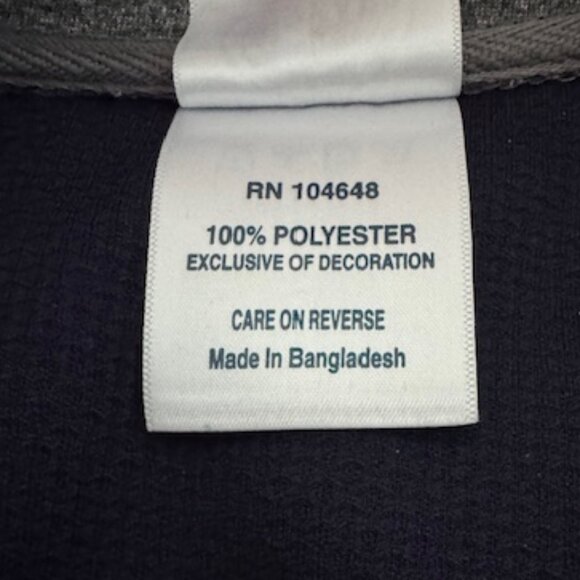 RN 104648
100% POLYESTER
EXCLUSIVE OF DECORATION
CARE ON REVERSE
Made In Bangladesh